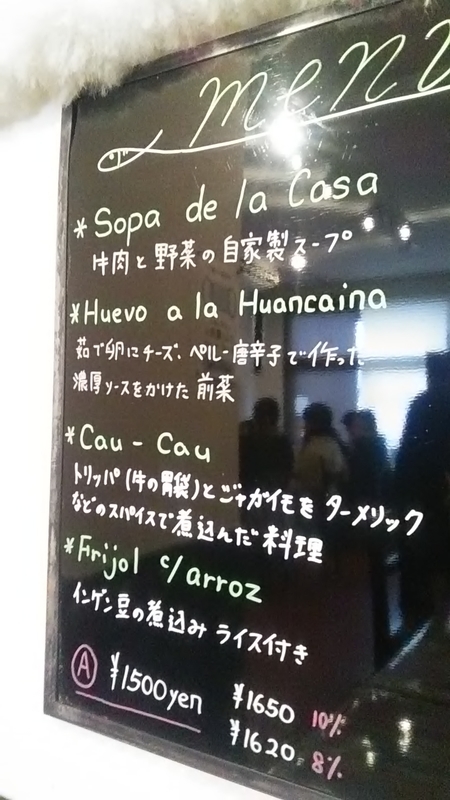 menu
*Sopa de la Casa
牛肉と野菜の自家製スープ
*Huevo a la Huancaina
茹で卵にチーズ、ペルー唐辛子で作った
濃厚ソースをかけた前菜
*Cau-Cau
トリッパ(牛の胃袋)とジャガイモをターメリック
などのスパイスで煮込んだ料理
*Frijol c/arroz
インゲン豆の煮込み ライス付き
Ⓐ ¥1500yen
¥1650 10%
¥1620 8%